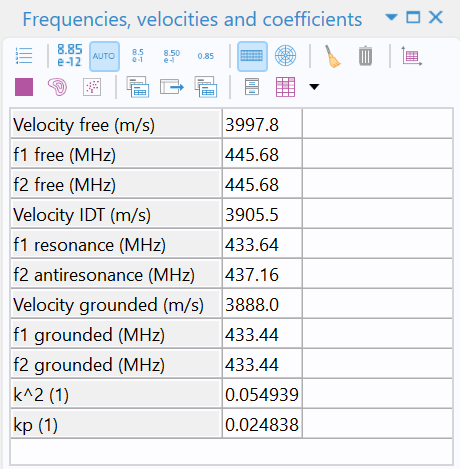 Frequencies, velocities and coefficients
8.85 e-12 AUTO 8.5 e-1 8.50 e-1 0.85
Velocity free (m/s) 3997.8
f1 free (MHz) 445.68
f2 free (MHz) 445.68
Velocity IDT (m/s) 3905.5
f1 resonance (MHz) 433.64
f2 antiresonance (MHz) 437.16
Velocity grounded (m/s) 3888.0
f1 grounded (MHz) 433.44
f2 grounded (MHz) 433.44
k^2 (1) 0.054939
kp (1) 0.024838